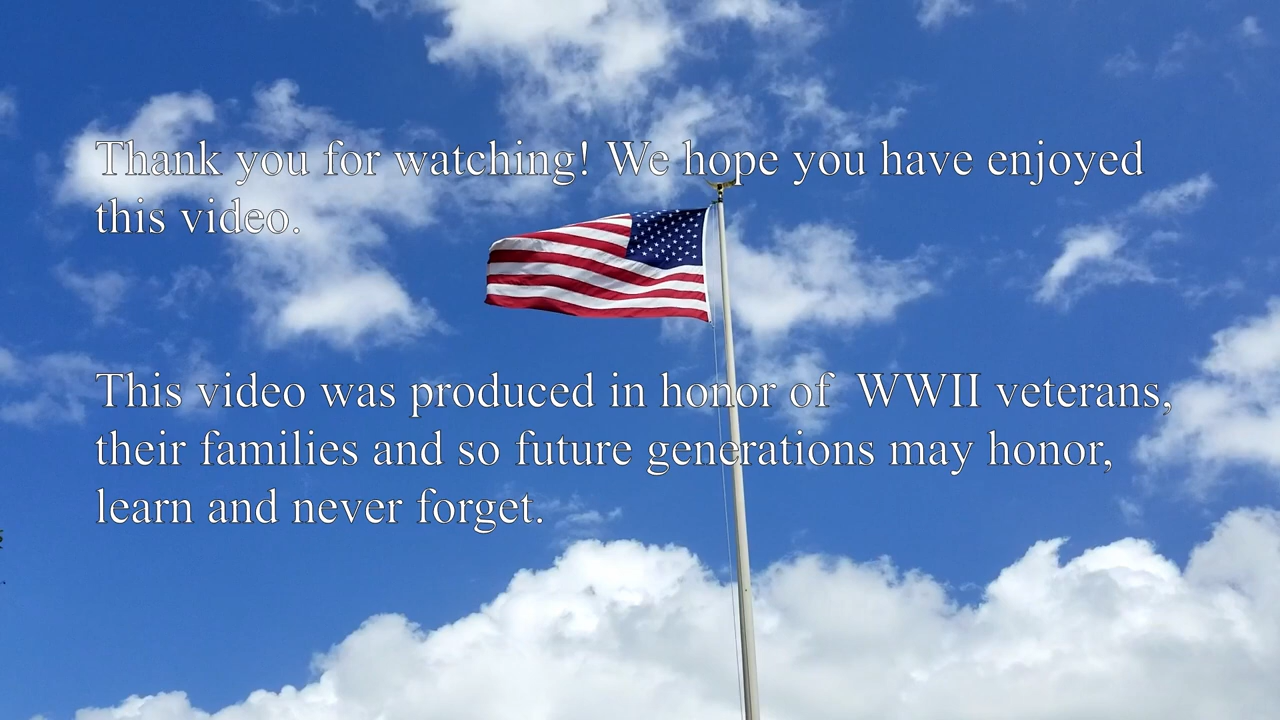 Thank you for watching! We hope you have enjoyed
this video.
This video was produced in honor of  WWII veterans,
their families and so future generations may honor,
learn and never forget.